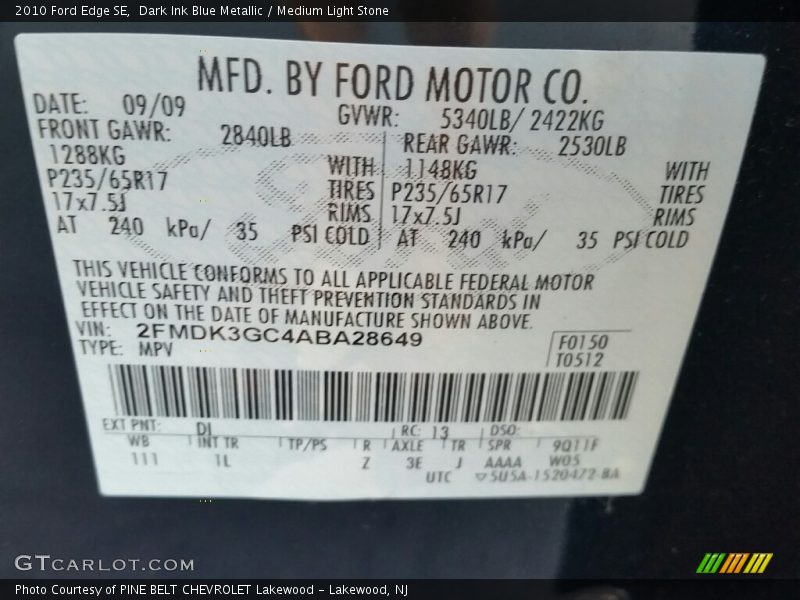 2010 Ford Edge SE,  Dark Ink Blue Metallic / Medium Light Stone
MFD. BY FORD MOTOR CO.
DATE: 09/09 GVWR: 5340LB/ 2422KG
FRONT GAWR: 2840LB REAR GAWR: 2530LB
1288KG WITH 1148KG WITH
P235/65R17 TIRES P235/65R17 TIRES
17x7.5J RIMS 17x7.5J RIMS
AT 240 kPa/ 35 PSI COLD AT 240 kPa/ 35 PSI COLD
THIS VEHICLE CONFORMS TO ALL APPLICABLE FEDERAL MOTOR
VEHICLE SAFETY AND THEFT PREVENTION STANDARDS IN
EFFECT ON THE DATE OF MANUFACTURE SHOWN ABOVE.
VIN: 2FMDK3GC4ABA28649 F0150
TYPE: MPV T0512
EXT PNT: DI RC: 13 DSO:
WB INT TR TP/PS R AXLE TR SPR 9Q11F
111 1L Z 3E J AAAA W05
UTC 5U5A-1520472-BA
GTCARLOT.COM
Photo Courtesy of PINE BELT CHEVROLET Lakewood - Lakewood, NJ